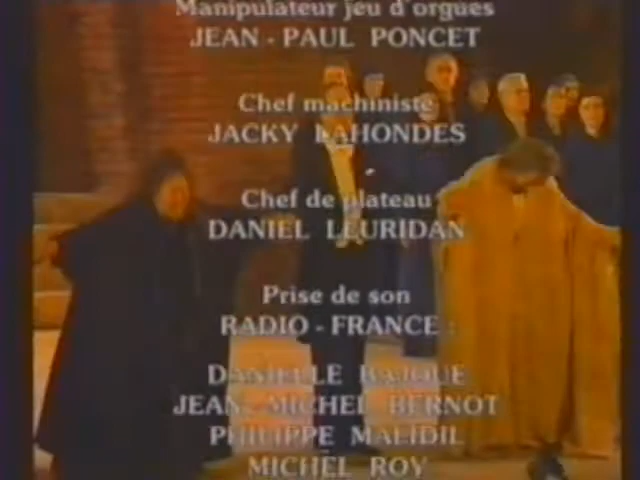 Manipulateur jeu d'orgues
JEAN - PAUL PONCET
Chef machiniste
JACKY LAHONDES
Chef de plateau
DANIEL LEURIDAN
Prise de son
RADIO - FRANCE :
DANIELLE BAJOUE
JEAN - MICHEL BERNOT
PHILIPPE MALIDIL
MICHEL ROY